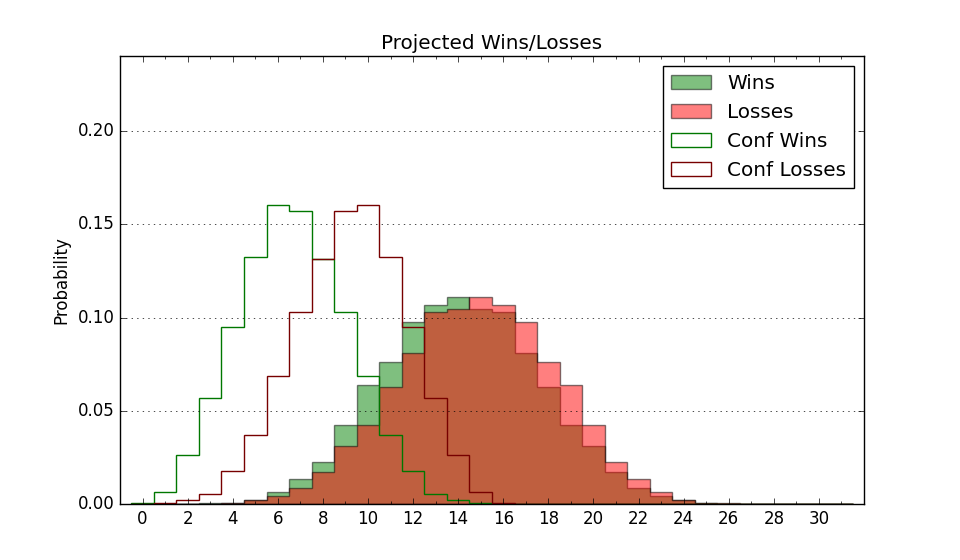 Projected Wins/Losses
Wins
Losses
Conf Wins
Conf Losses
Probability
0.20
0.15
0.10
0.05
0.00
0 2 4 6 8 10 12 14 16 18 20 22 24 26 28 30